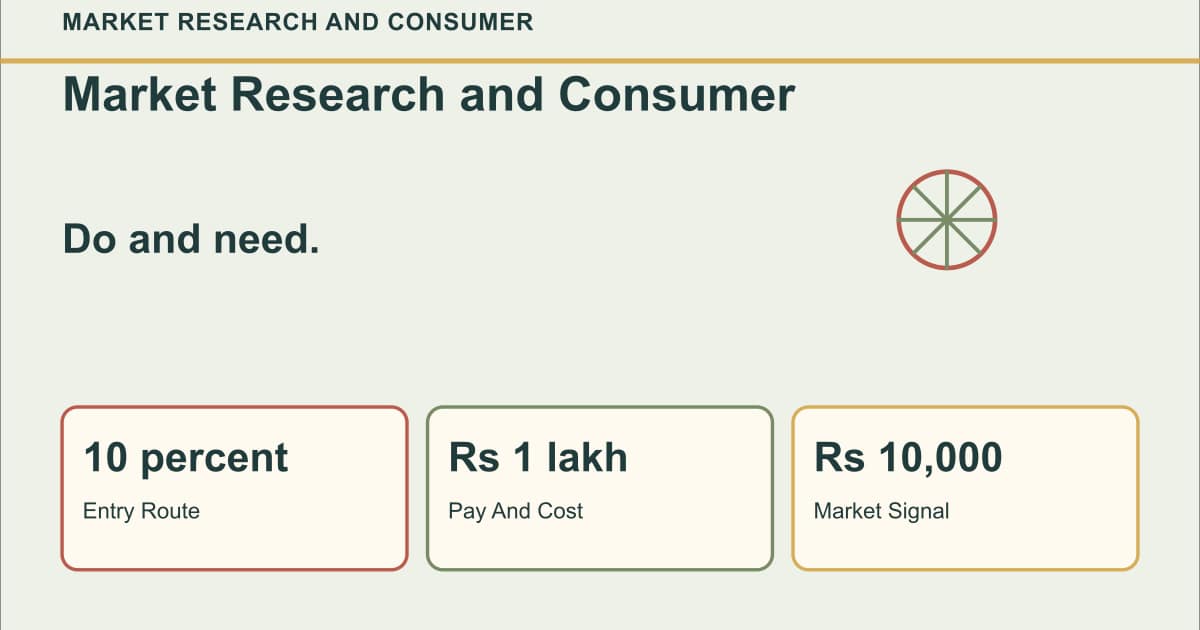 MARKET RESEARCH AND CONSUMER
Market Research and Consumer
Do and need.
10 percent
Entry Route
Rs 1 lakh
Pay And Cost
Rs 10,000
Market Signal